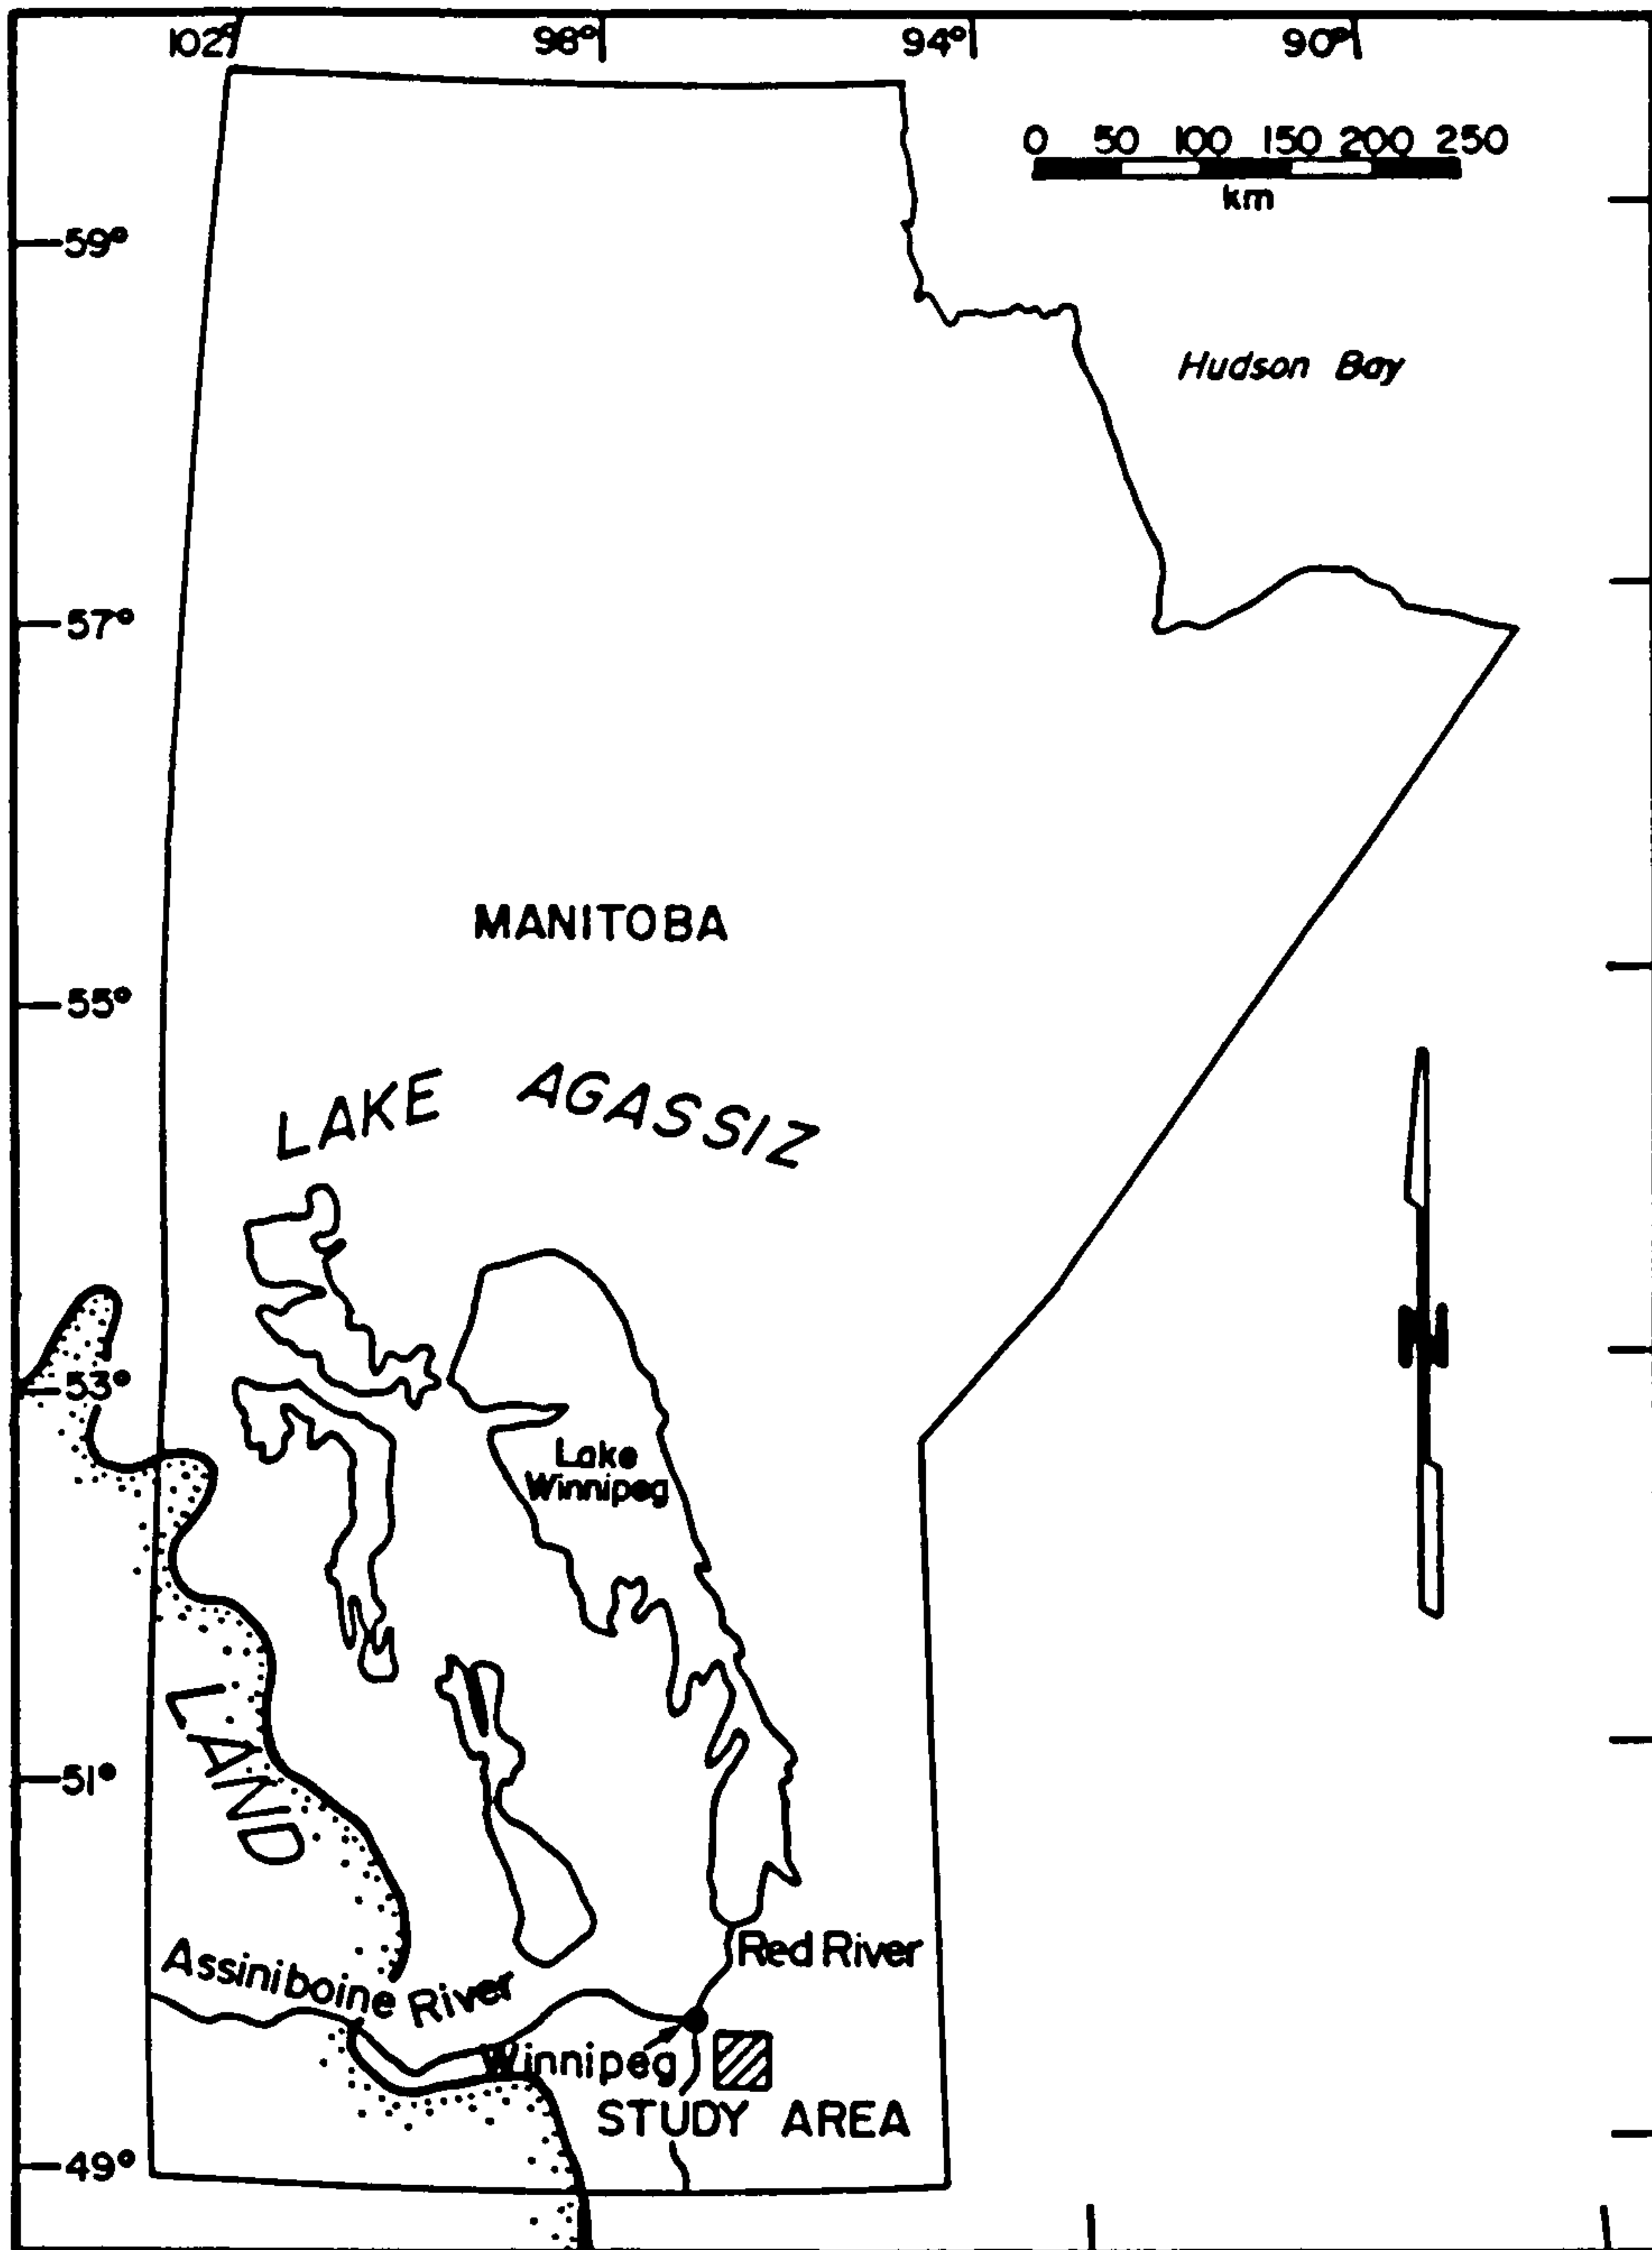 102° 98° 94° 90°
0 50 100 150 200 250
km
59°
Hudson Bay
57°
MANITOBA
55°
LAKE AGASSIZ
N
53°
Lake
Winnipeg
LAND
51°
Red River
Assiniboine River
Winnipeg
STUDY AREA
49°